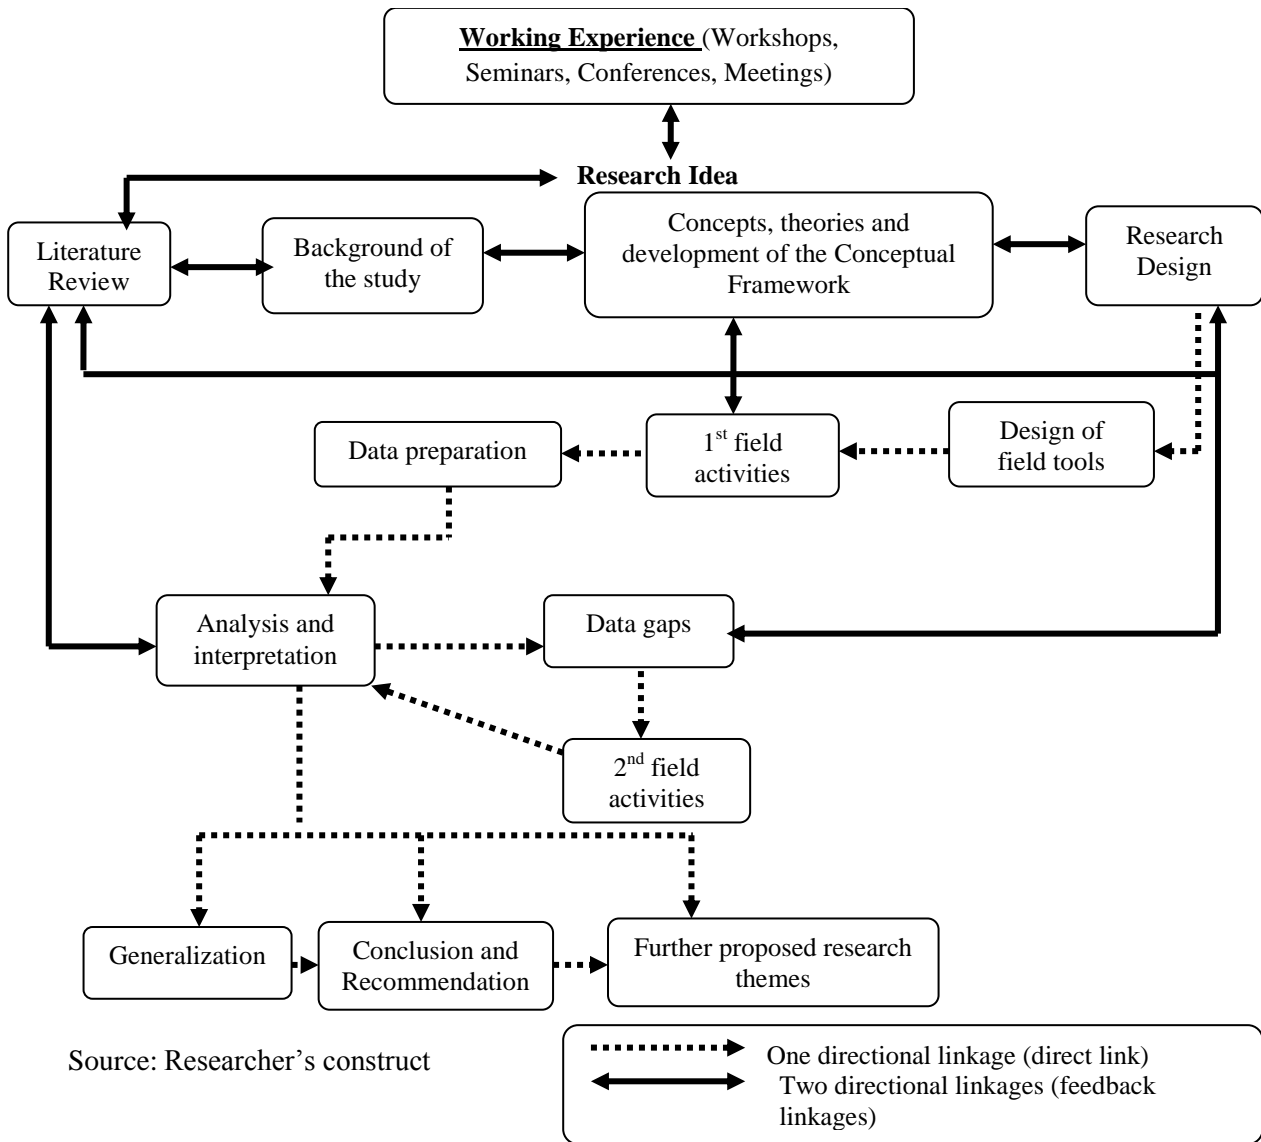 Working Experience (Workshops,
Seminars, Conferences, Meetings)
Research Idea
Literature
Review
Background of
the study
Concepts, theories and
development of the Conceptual
Framework
Research
Design
Data preparation
1st field
activities
Design of
field tools
Analysis and
interpretation
Data gaps
2nd field
activities
Generalization
Conclusion and
Recommendation
Further proposed research
themes
Source: Researcher’s construct
One directional linkage (direct link)
Two directional linkages (feedback
linkages)